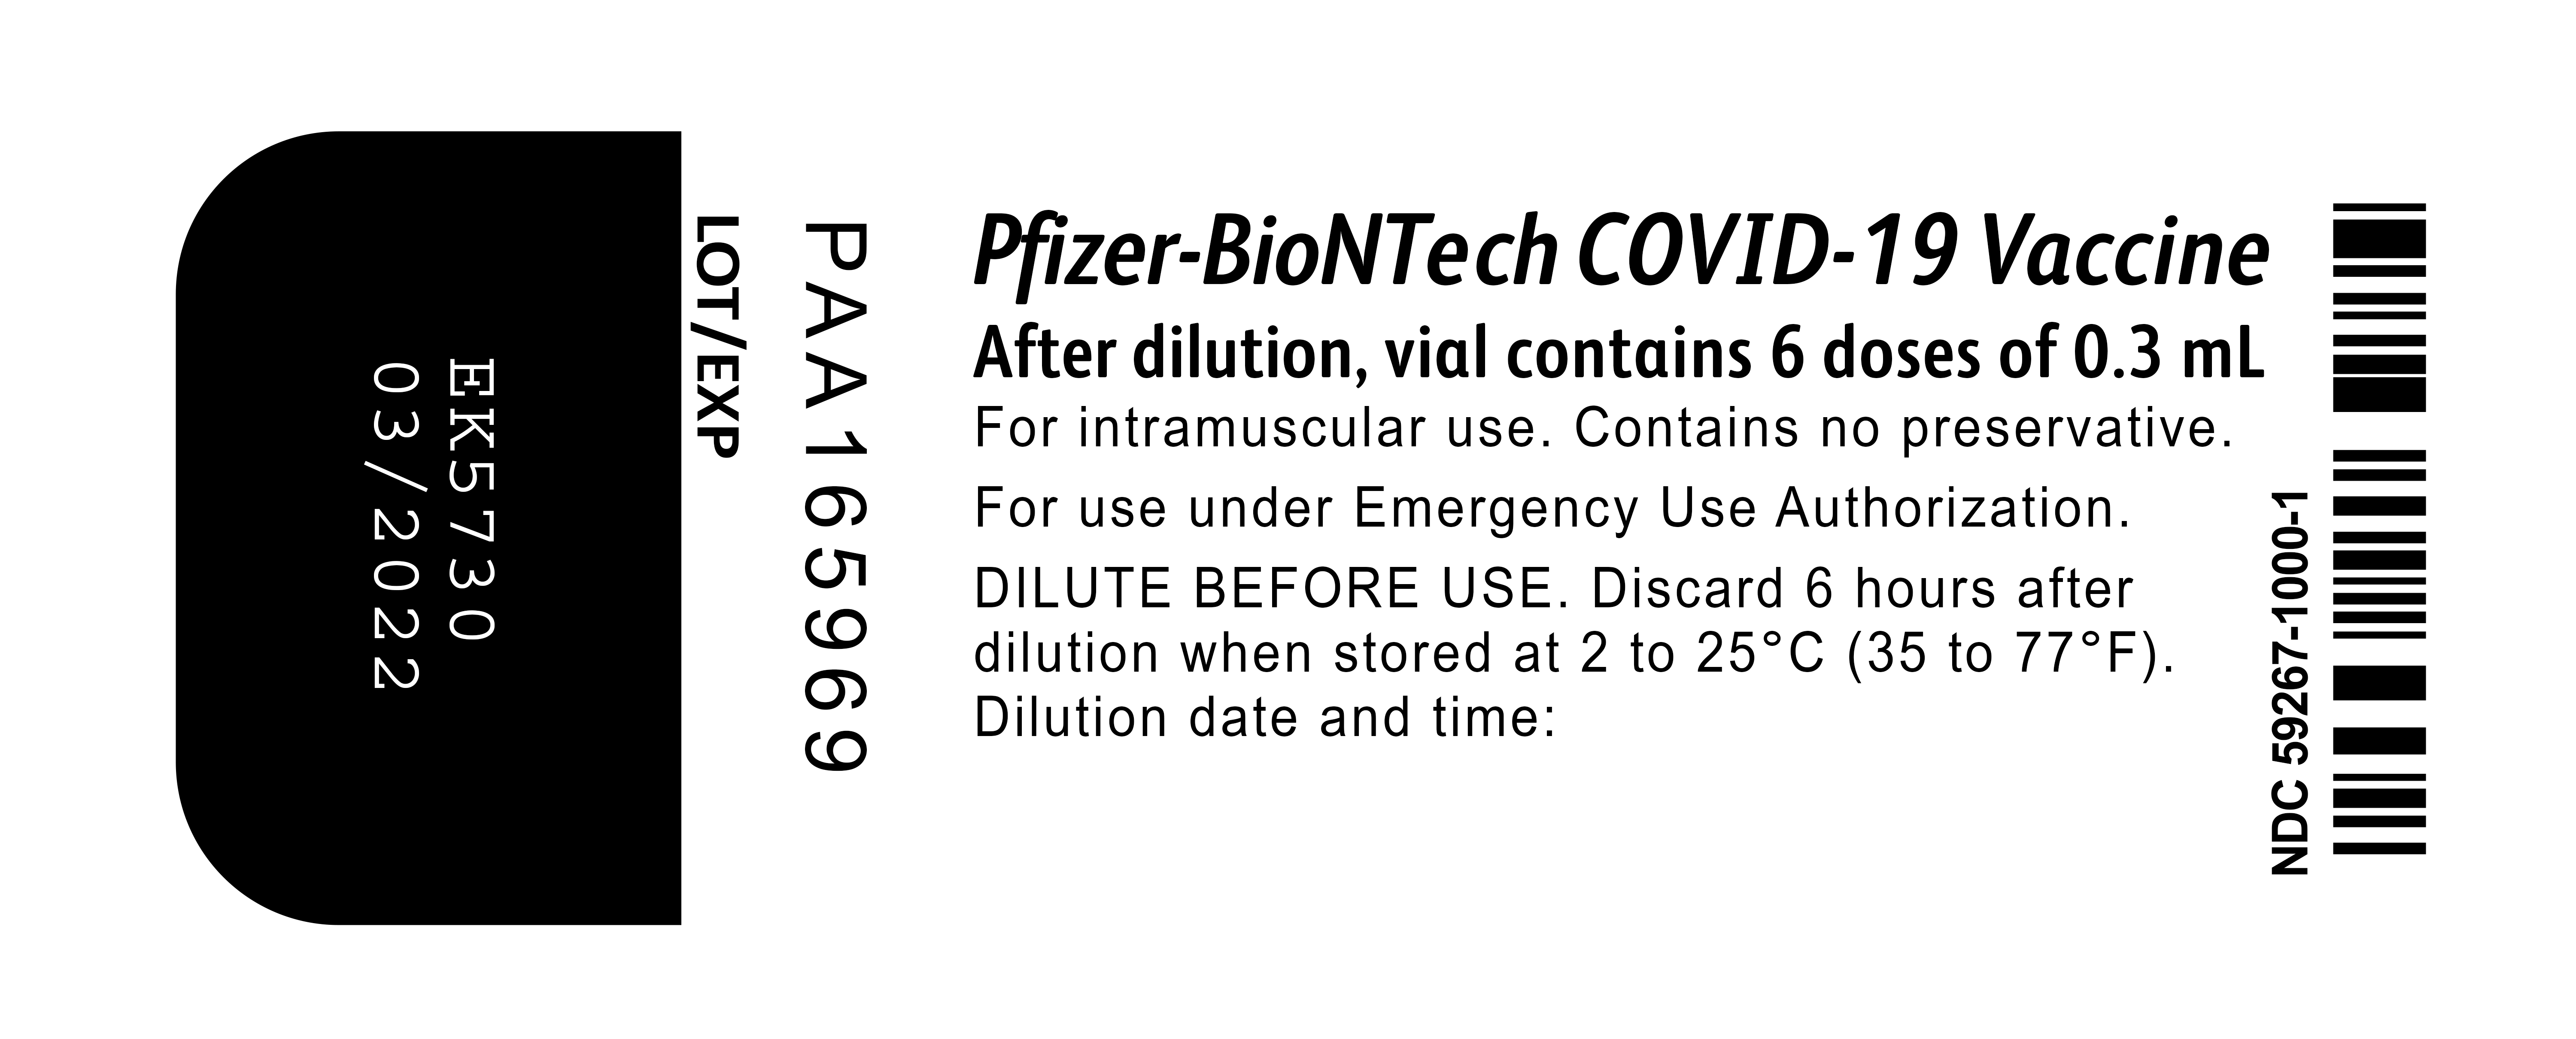 EK5730
03/2022
LOT/EXP
PAA165969
Pfizer-BioNTech COVID-19 Vaccine
After dilution, vial contains 6 doses of 0.3 mL
For intramuscular use. Contains no preservative.
For use under Emergency Use Authorization.
DILUTE BEFORE USE. Discard 6 hours after
dilution when stored at 2 to 25°C (35 to 77°F).
Dilution date and time:
NDC 59267-1000-1